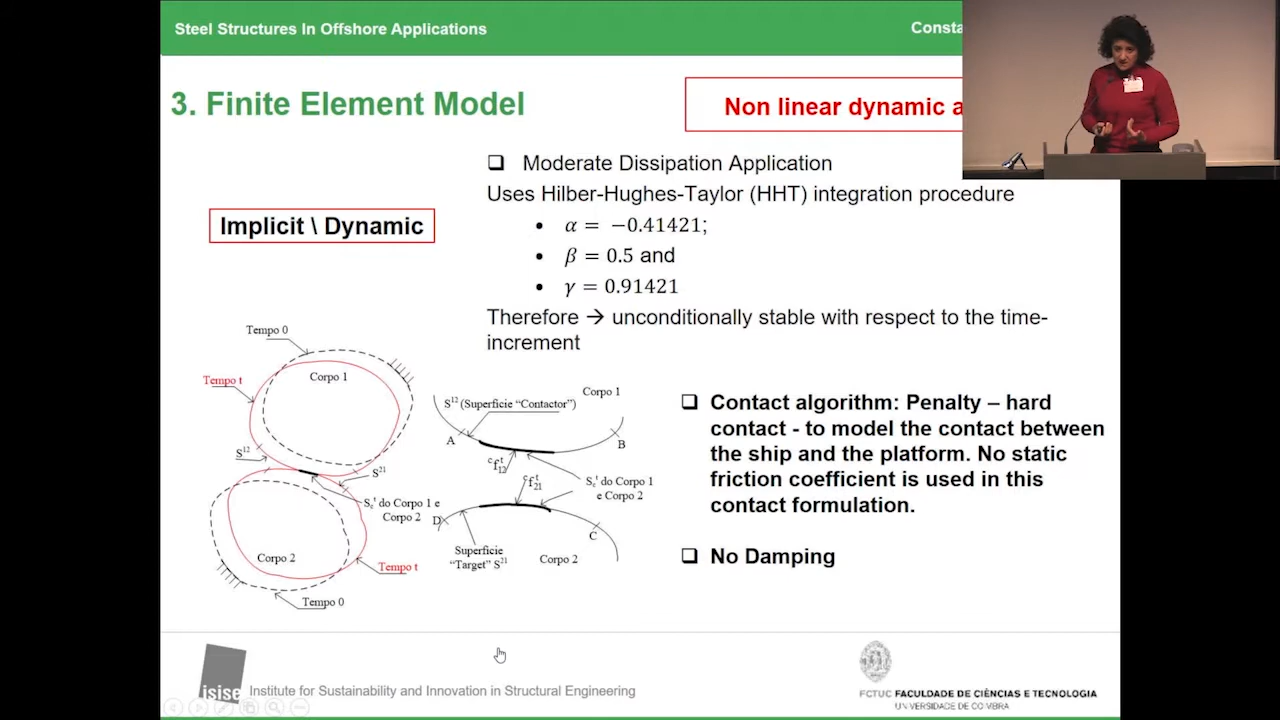 Steel Structures In Offshore Applications
Consta
3. Finite Element Model
Non linear dynamic a
❑ Moderate Dissipation Application
Uses Hilber-Hughes-Taylor (HHT) integration procedure
Implicit \ Dynamic
• α = −0.41421;
• β = 0.5 and
• γ = 0.91421
Therefore → unconditionally stable with respect to the time-
increment
Tempo 0
Corpo 1
Tempo t
S¹²
S²¹
Sc^t do Corpo 1 e
Corpo 2
Corpo 2
Tempo t
Tempo 0
S¹² (Superficie “Contactor”)
Corpo 1
A
B
ᶜf₁₂ᵗ
ᶜf₂₁ᵗ
Sc^t do Corpo 1
e Corpo 2
D
C
Superficie
“Target” S²¹
Corpo 2
❑ Contact algorithm: Penalty – hard
contact - to model the contact between
the ship and the platform. No static
friction coefficient is used in this
contact formulation.
❑ No Damping
isise Institute for Sustainability and Innovation in Structural Engineering
FCTUC FACULDADE DE CIÊNCIAS E TECNOLOGIA
UNIVERSIDADE DE COIMBRA